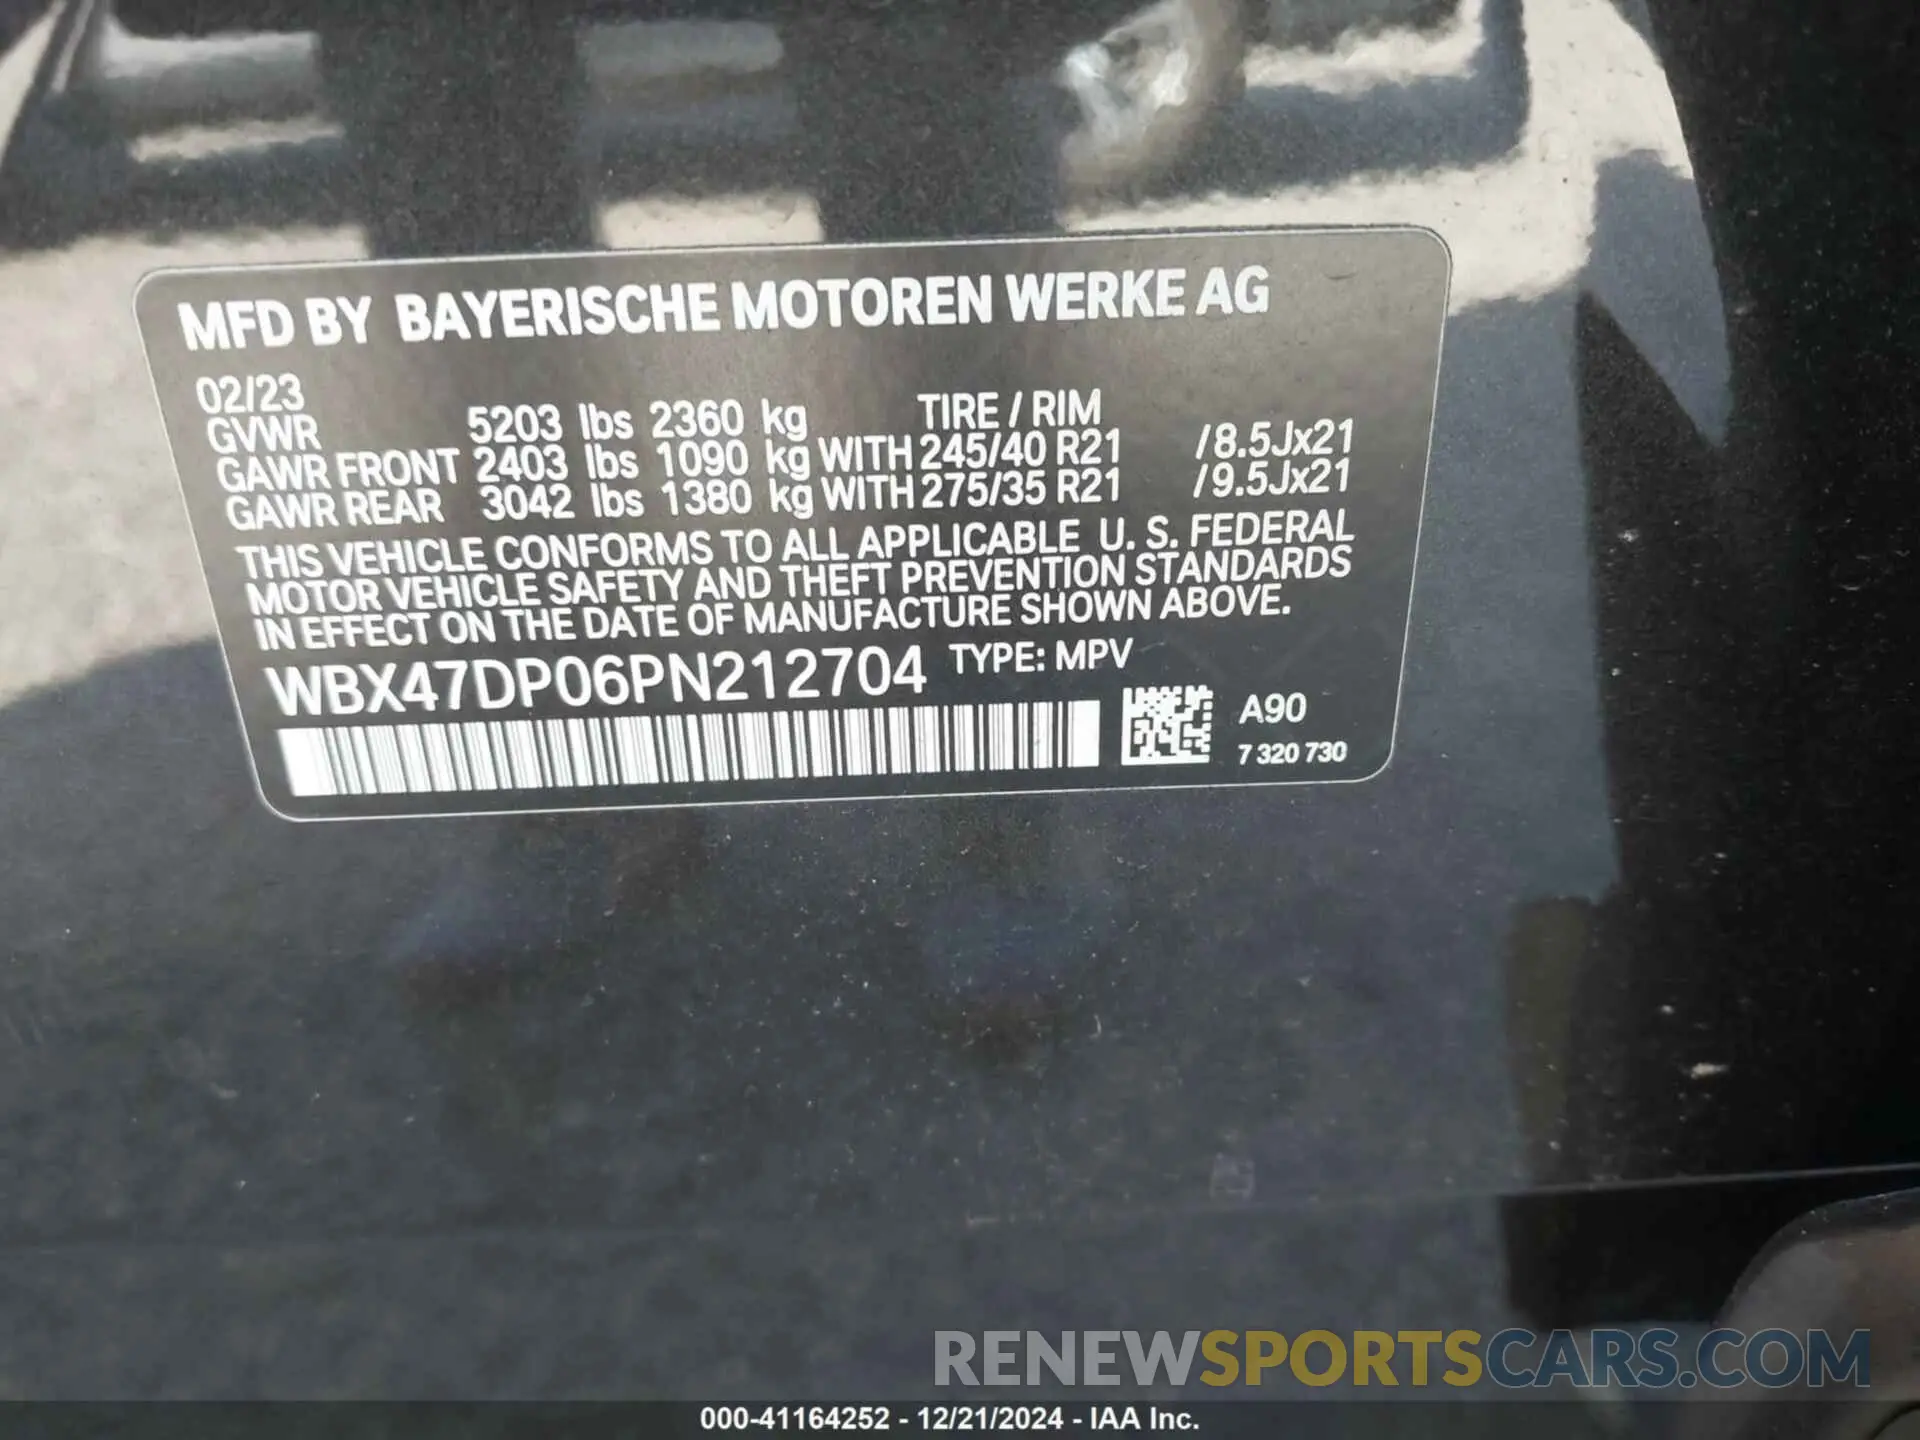 MFD BY BAYERISCHE MOTOREN WERKE AG
02/23
GVWR 5203 lbs 2360 kg TIRE / RIM
GAWR FRONT 2403 lbs 1090 kg WITH 245/40 R21 /8.5Jx21
GAWR REAR 3042 lbs 1380 kg WITH 275/35 R21 /9.5Jx21
THIS VEHICLE CONFORMS TO ALL APPLICABLE U. S. FEDERAL
MOTOR VEHICLE SAFETY AND THEFT PREVENTION STANDARDS
IN EFFECT ON THE DATE OF MANUFACTURE SHOWN ABOVE.
WBX47DP06PN212704 TYPE: MPV
A90
7 320 730
RENEWSPORTSCARS.COM
000-41164252 - 12/21/2024 - IAA Inc.